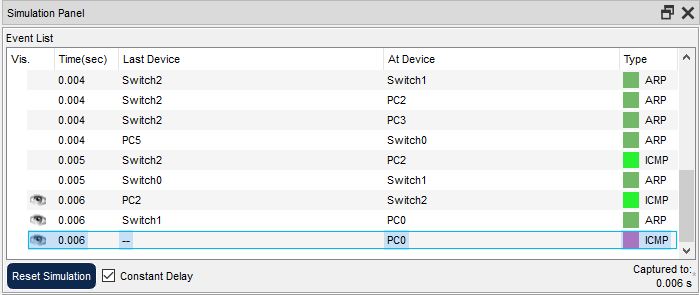 Simulation Panel
Event List
Vis. Time(sec) Last Device At Device Type
0.004 Switch2 Switch1 ARP
0.004 Switch2 PC2 ARP
0.004 Switch2 PC3 ARP
0.004 PC5 Switch0 ARP
0.005 Switch2 PC2 ICMP
0.005 Switch0 Switch1 ARP
0.006 PC2 Switch2 ICMP
0.006 Switch1 PC0 ARP
0.006 -- PC0 ICMP
Reset Simulation Constant Delay Captured to:
0.006 s